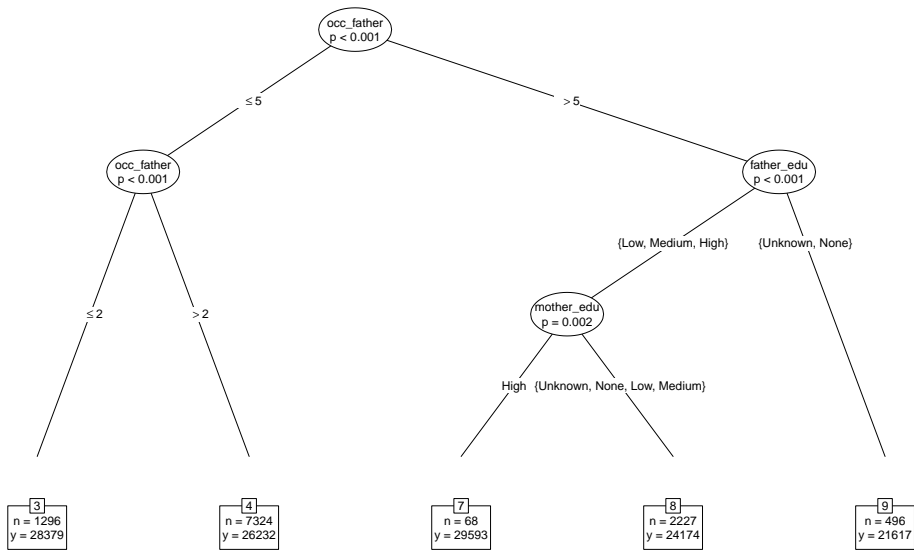 occ_father
p < 0.001
≤ 5
> 5
occ_father
p < 0.001
father_edu
p < 0.001
{Low, Medium, High}
{Unknown, None}
≤ 2
> 2
mother_edu
p = 0.002
High
{Unknown, None, Low, Medium}
3
n = 1296
y = 28379
4
n = 7324
y = 26232
7
n = 68
y = 29593
8
n = 2227
y = 24174
9
n = 496
y = 21617